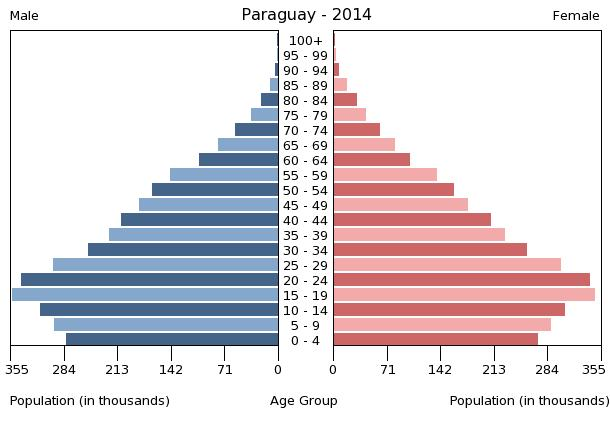 Male Paraguay - 2014 Female
100+
95 - 99
90 - 94
85 - 89
80 - 84
75 - 79
70 - 74
65 - 69
60 - 64
55 - 59
50 - 54
45 - 49
40 - 44
35 - 39
30 - 34
25 - 29
20 - 24
15 - 19
10 - 14
5 - 9
0 - 4
355 284 213 142 71 0 0 71 142 213 284 355
Population (in thousands) Age Group Population (in thousands)